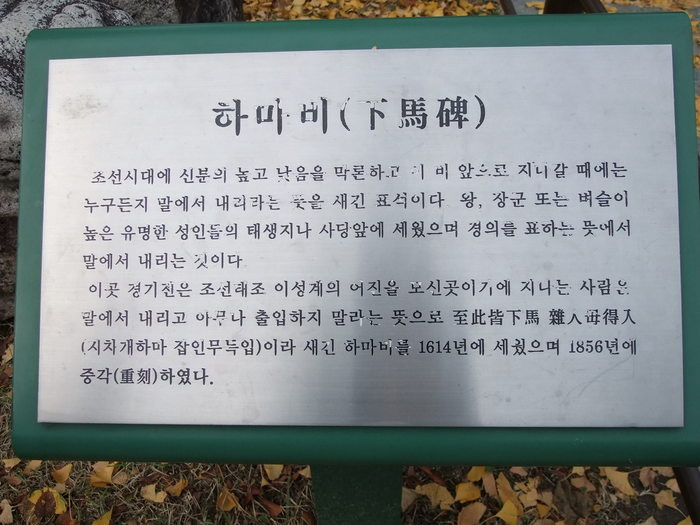 하마비(下馬碑)
조선시대에 신분의 높고 낮음을 막론하고 이 비 앞으로 지나갈 때에는
누구든지 말에서 내리라는 뜻을 새긴 표석이다. 왕, 장군 또는 벼슬이
높은 유명한 성인들의 태생지나 사당앞에 세웠으며 경의를 표하는 뜻에서
말에서 내리는 것이다
이곳 경기전은 조선태조 이성계의 어진을 모신곳이기에 지나는 사람은
말에서 내리고 아무나 출입하지 말라는 뜻으로 至此皆下馬 雜人毋得入
(지차개하마 잡인무득입)이라 새긴 하마비를 1614년에 세웠으며 1856년에
중각(重刻)하였다.